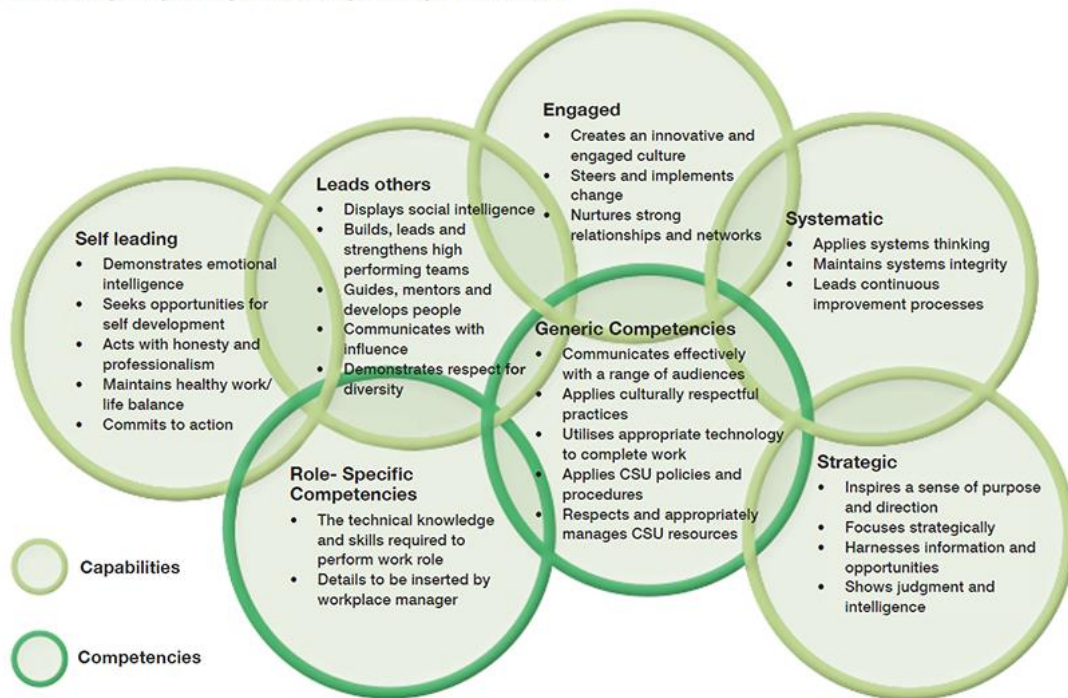 Engaged
• Creates an innovative and
engaged culture
• Steers and implements
change
• Nurtures strong
relationships and networks
Leads others
• Displays social intelligence
• Builds, leads and
strengthens high
performing teams
• Guides, mentors and
develops people
• Communicates with
influence
• Demonstrates respect for
diversity
Systematic
• Applies systems thinking
• Maintains systems integrity
• Leads continuous
improvement processes
Self leading
• Demonstrates emotional
intelligence
• Seeks opportunities for
self development
• Acts with honesty and
professionalism
• Maintains healthy work/
life balance
• Commits to action
Generic Competencies
• Communicates effectively
with a range of audiences
• Applies culturally respectful
practices
• Utilises appropriate technology
to complete work
• Applies CSU policies and
procedures
• Respects and appropriately
manages CSU resources
Role- Specific
Competencies
• The technical knowledge
and skills required to
perform work role
• Details to be inserted by
workplace manager
Strategic
• Inspires a sense of purpose
and direction
• Focuses strategically
• Harnesses information and
opportunities
• Shows judgment and
intelligence
Capabilities
Competencies